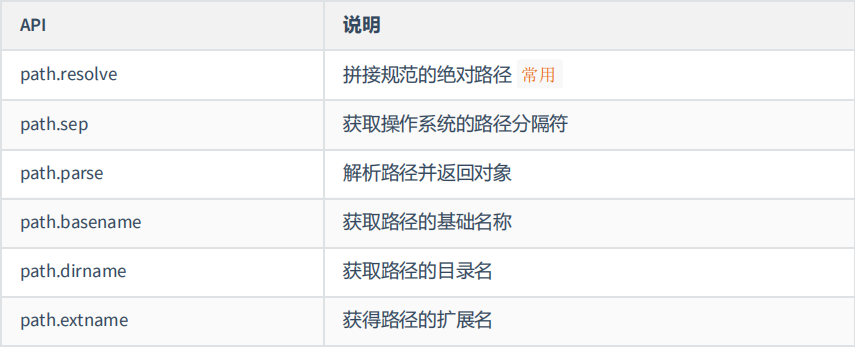 API 说明
path.resolve 拼接规范的绝对路径 常用
path.sep 获取操作系统的路径分隔符
path.parse 解析路径并返回对象
path.basename 获取路径的基础名称
path.dirname 获取路径的目录名
path.extname 获得路径的扩展名